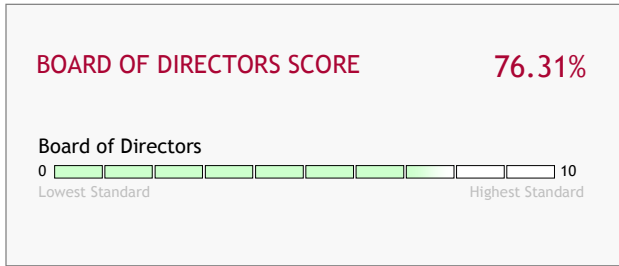 BOARD OF DIRECTORS SCORE 76.31%
Board of Directors
0 10
Lowest Standard Highest Standard